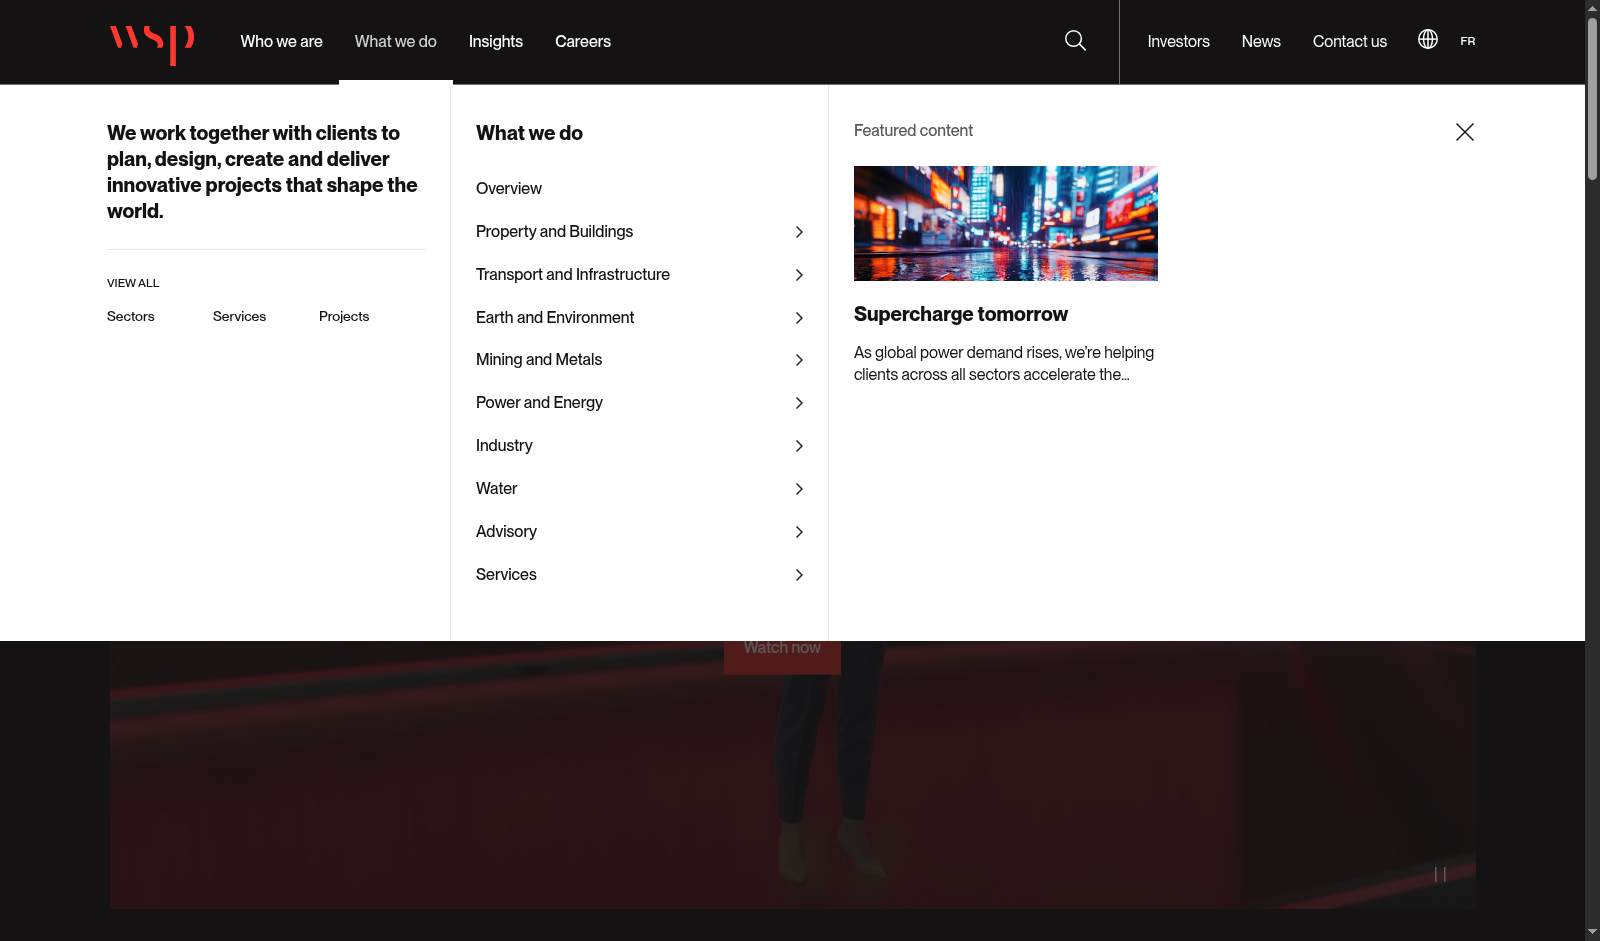 wsp
Who we are
What we do
Insights
Careers
Investors
News
Contact us
FR
We work together with clients to
plan, design, create and deliver
innovative projects that shape the
world.
VIEW ALL
Sectors
Services
Projects
What we do
Overview
Property and Buildings
Transport and Infrastructure
Earth and Environment
Mining and Metals
Power and Energy
Industry
Water
Advisory
Services
Featured content
Supercharge tomorrow
As global power demand rises, we’re helping
clients across all sectors accelerate the...
Watch now